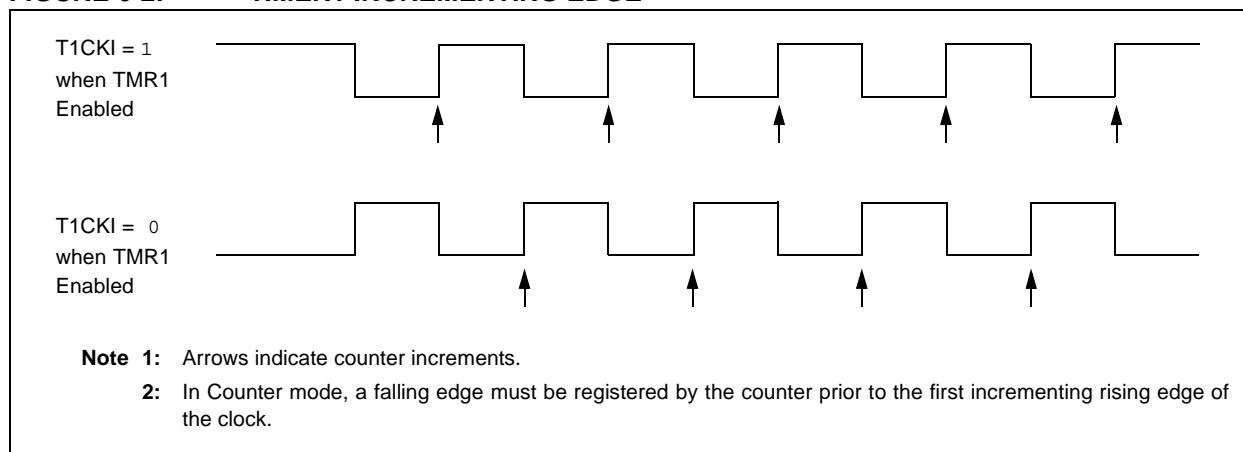 T1CKI = 1
when TMR1
Enabled
T1CKI = 0
when TMR1
Enabled
Note 1: Arrows indicate counter increments.
2: In Counter mode, a falling edge must be registered by the counter prior to the first incrementing rising edge of
the clock.